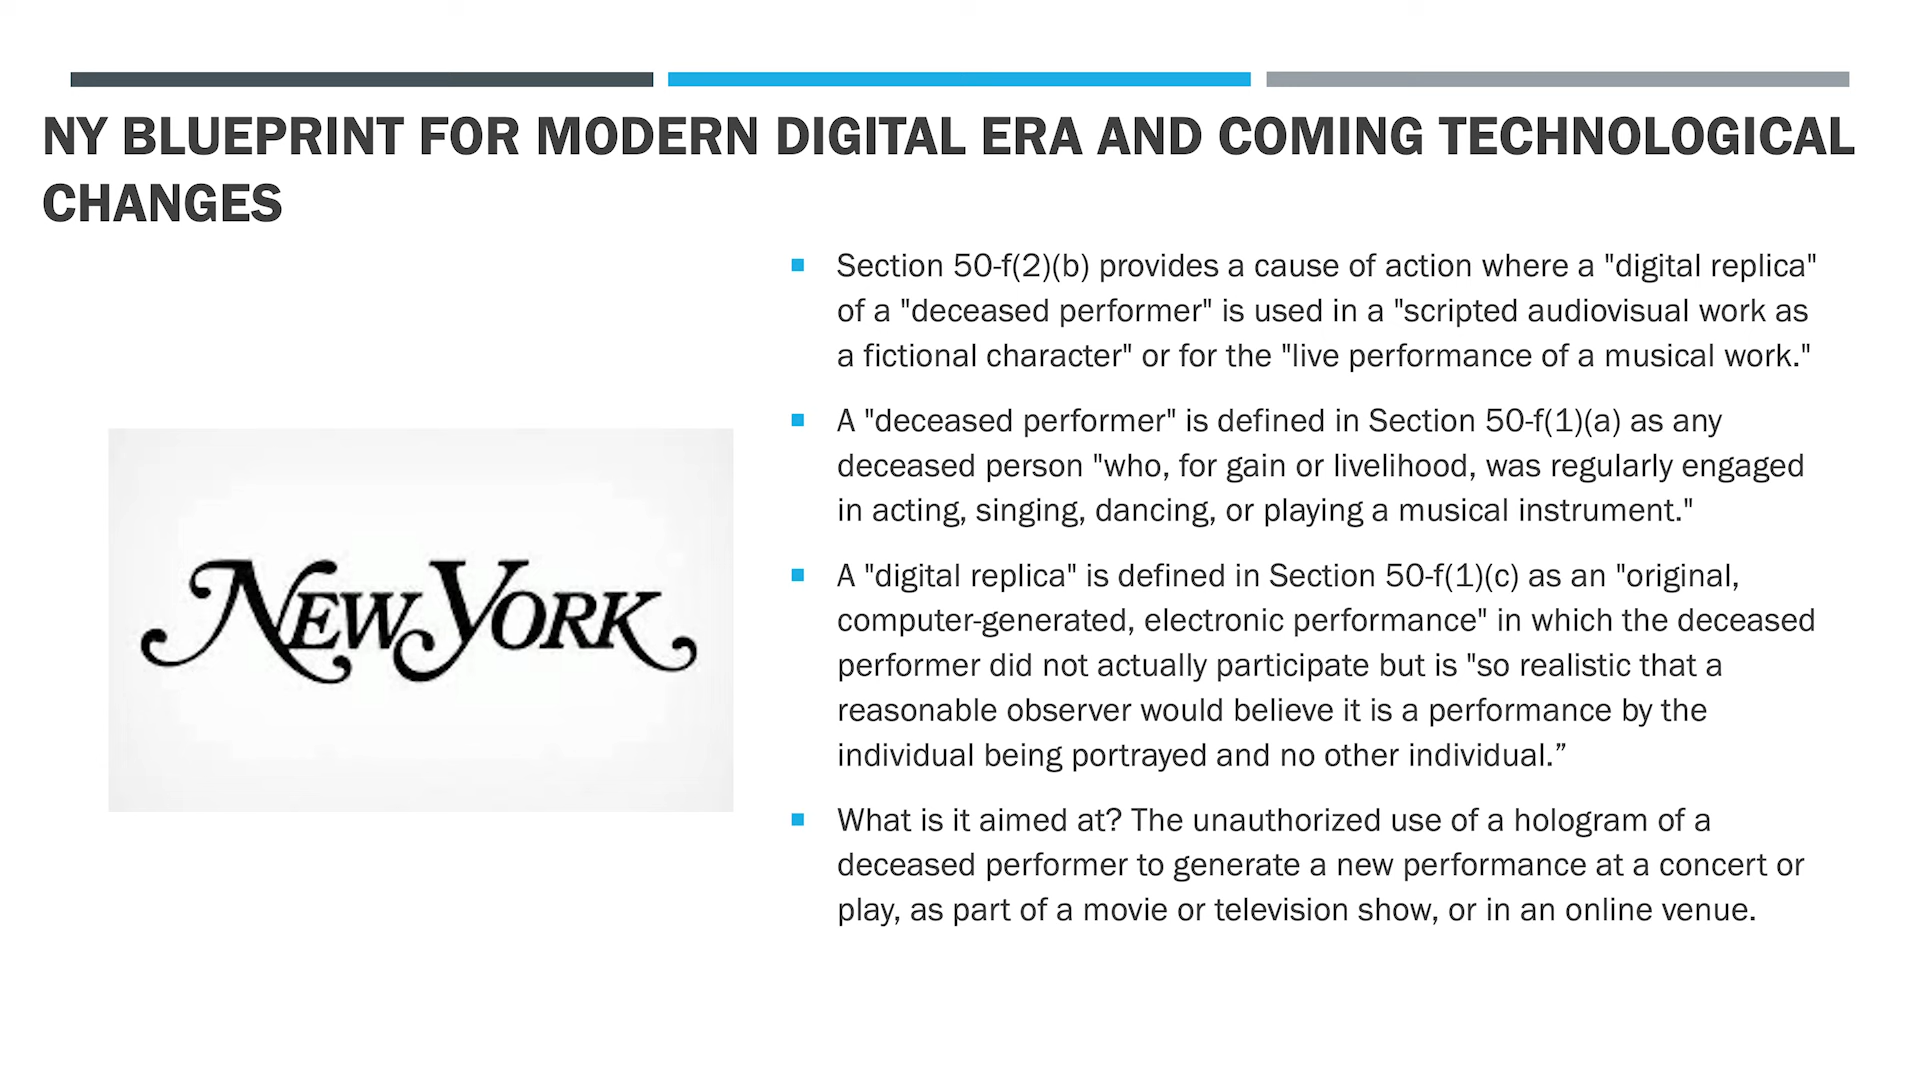 NY BLUEPRINT FOR MODERN DIGITAL ERA AND COMING TECHNOLOGICAL
CHANGES
NEW YORK
Section 50-f(2)(b) provides a cause of action where a "digital replica"
of a "deceased performer" is used in a "scripted audiovisual work as
a fictional character" or for the "live performance of a musical work."
A "deceased performer" is defined in Section 50-f(1)(a) as any
deceased person "who, for gain or livelihood, was regularly engaged
in acting, singing, dancing, or playing a musical instrument."
A "digital replica" is defined in Section 50-f(1)(c) as an "original,
computer-generated, electronic performance" in which the deceased
performer did not actually participate but is "so realistic that a
reasonable observer would believe it is a performance by the
individual being portrayed and no other individual.”
What is it aimed at? The unauthorized use of a hologram of a
deceased performer to generate a new performance at a concert or
play, as part of a movie or television show, or in an online venue.